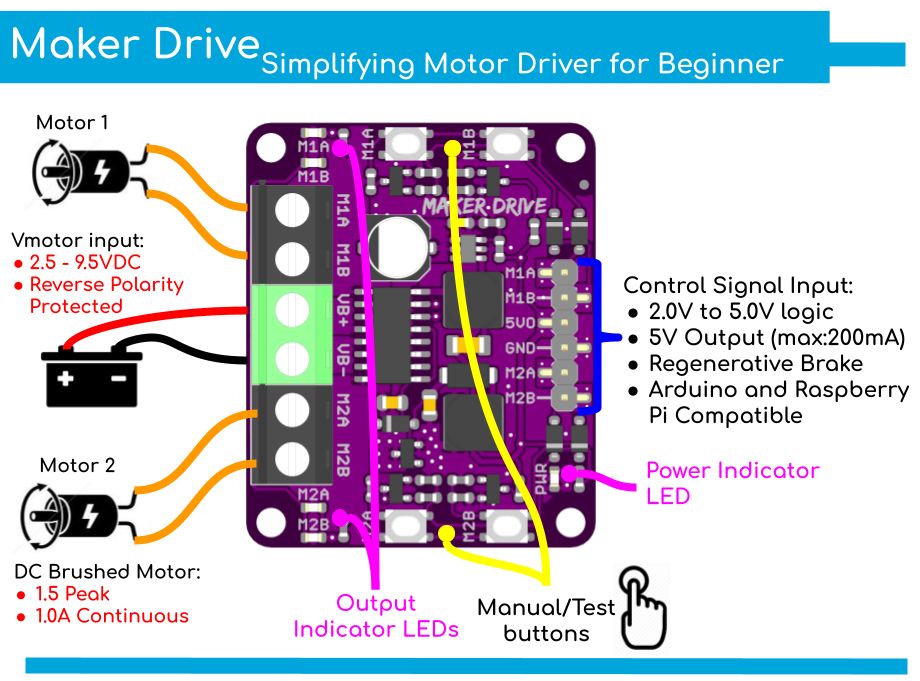 Maker Drive
Simplifying Motor Driver for Beginner
Motor 1
Vmotor input:
• 2.5 - 9.5VDC
• Reverse Polarity
Protected
Motor 2
DC Brushed Motor:
• 1.5 Peak
• 1.0A Continuous
M1A
M1B
M1A
M1B
MAKER DRIVE
M1A
M1B
VB+
VB-
M2A
M2B
M1A
M1B
5VO
GND
M2A
M2B
PWR
M2A
M2B
2A
M2B
Control Signal Input:
• 2.0V to 5.0V logic
• 5V Output (max:200mA)
• Regenerative Brake
• Arduino and Raspberry
Pi Compatible
Power Indicator
LED
Output
Indicator LEDs
Manual/Test
buttons